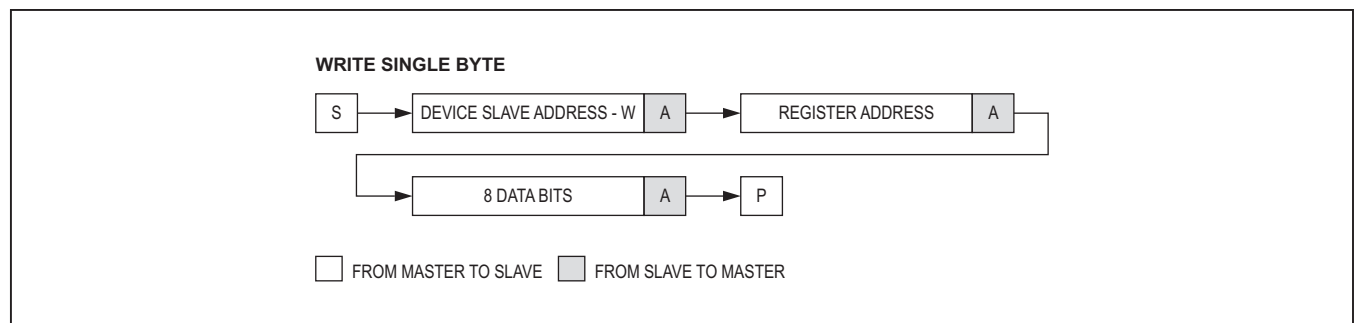 WRITE SINGLE BYTE
S DEVICE SLAVE ADDRESS - W A REGISTER ADDRESS A
8 DATA BITS A P
FROM MASTER TO SLAVE FROM SLAVE TO MASTER